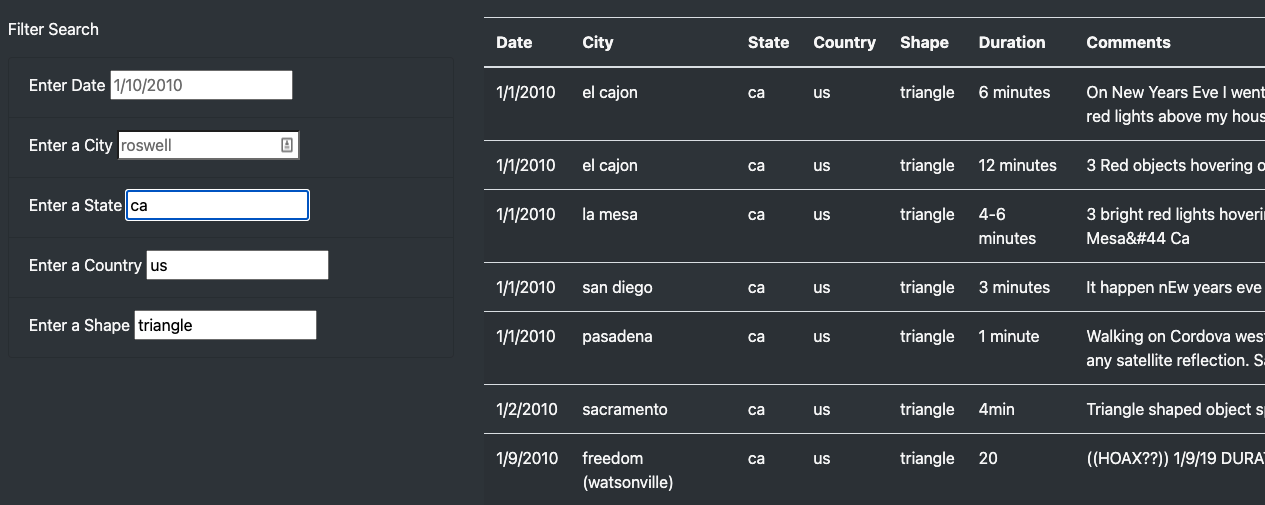 Filter Search
Enter Date 1/10/2010
Enter a City roswell
Enter a State ca
Enter a Country us
Enter a Shape triangle
Date City State Country Shape Duration Comments
1/1/2010 el cajon ca us triangle 6 minutes On New Years Eve I went
red lights above my hous
1/1/2010 el cajon ca us triangle 12 minutes 3 Red objects hovering o
1/1/2010 la mesa ca us triangle 4-6 3 bright red lights hoveri
minutes Mesa&#44 Ca
1/1/2010 san diego ca us triangle 3 minutes It happen nEw years eve
1/1/2010 pasadena ca us triangle 1 minute Walking on Cordova west
any satellite reflection. S
1/2/2010 sacramento ca us triangle 4min Triangle shaped object s
1/9/2010 freedom ca us triangle 20 ((HOAX??)) 1/9/19 DURA
(watsonville)